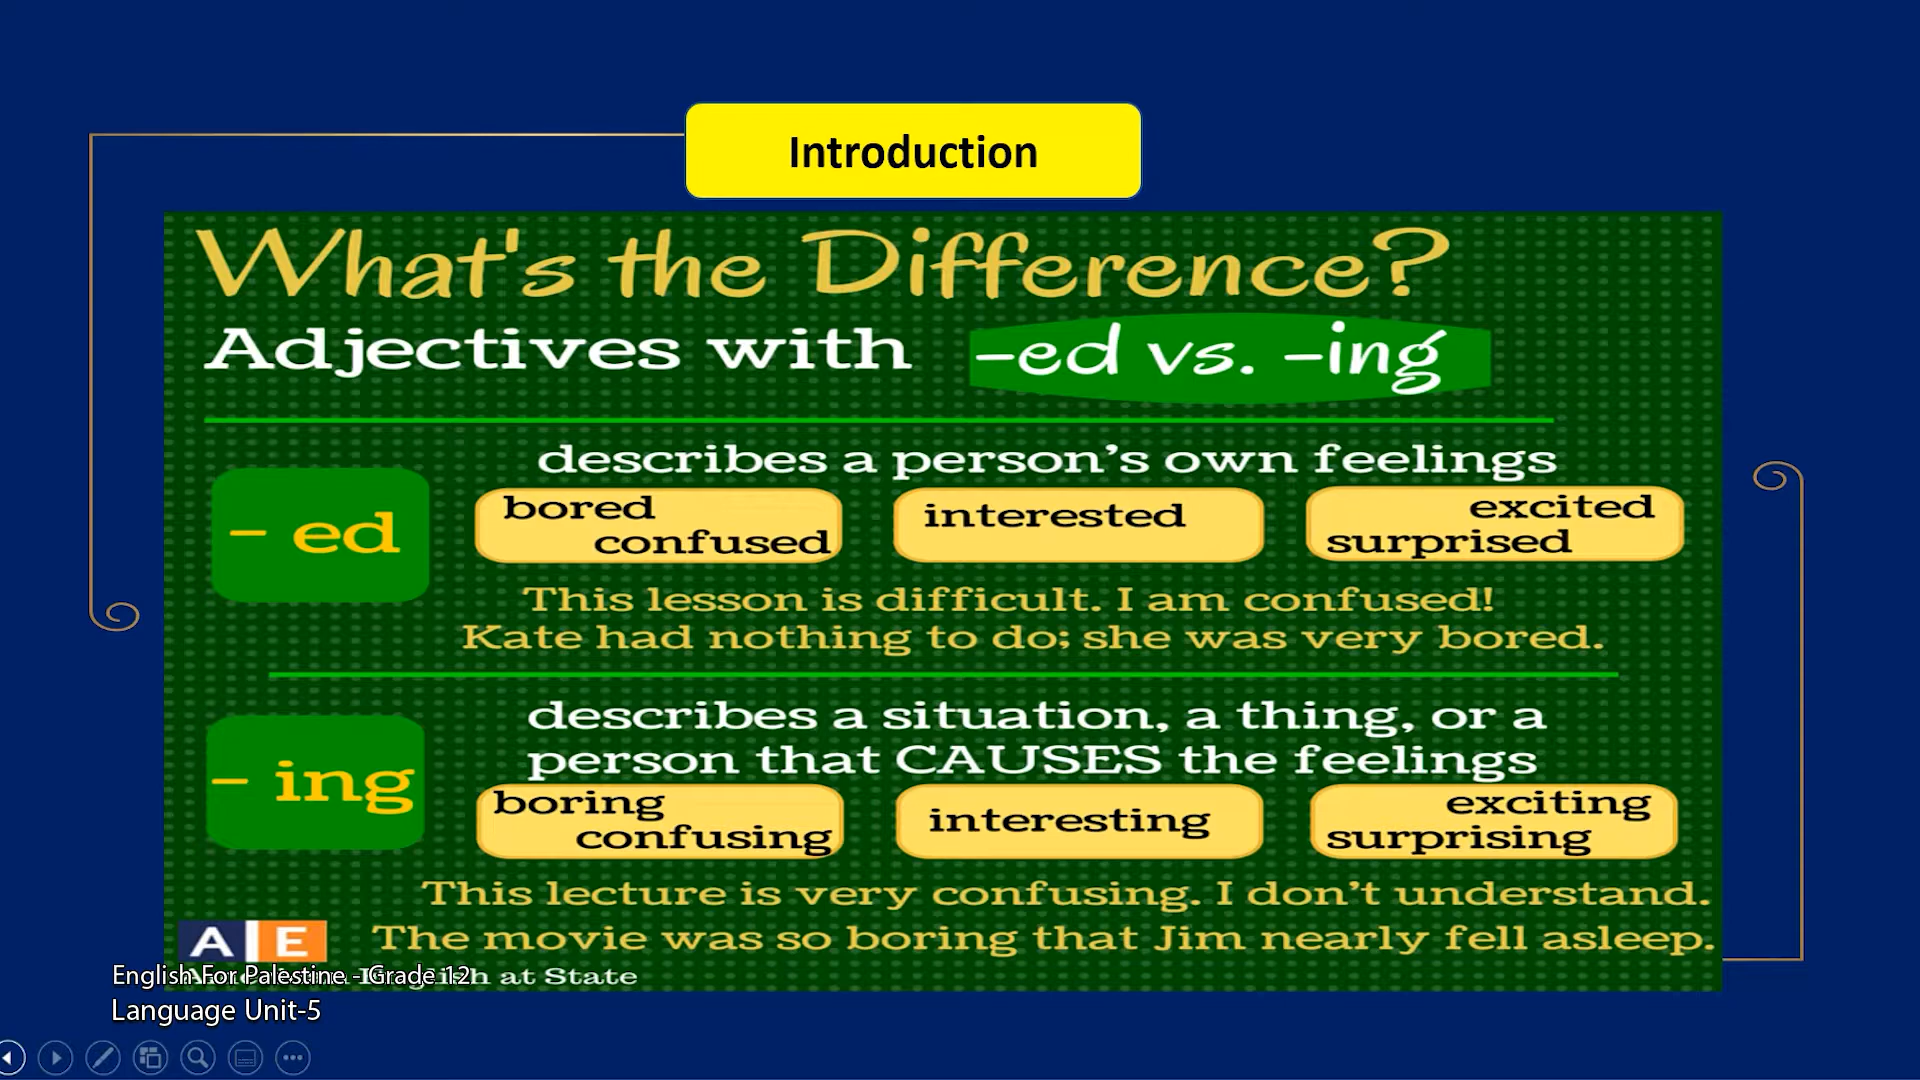 Introduction
What's the Difference?
Adjectives with -ed vs. -ing
describes a person's own feelings
- ed
bored
confused
interested
excited
surprised
This lesson is difficult. I am confused!
Kate had nothing to do; she was very bored.
describes a situation, a thing, or a
person that CAUSES the feelings
- ing
boring
confusing
interesting
exciting
surprising
This lecture is very confusing. I don't understand.
The movie was so boring that Jim nearly fell asleep.
A E
English For Palestine - Grade 12
at State
Language Unit-5